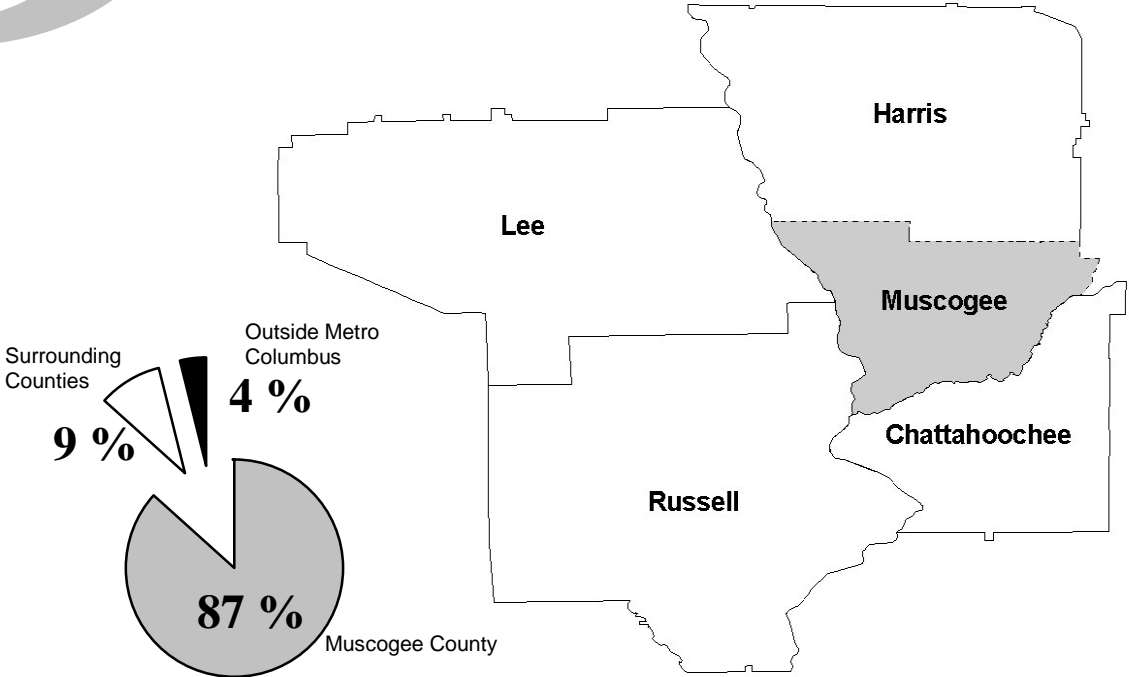 Harris
Lee
Muscogee
Chattahoochee
Russell
Outside Metro
Columbus
4 %
Surrounding
Counties
9 %
87 %
Muscogee County